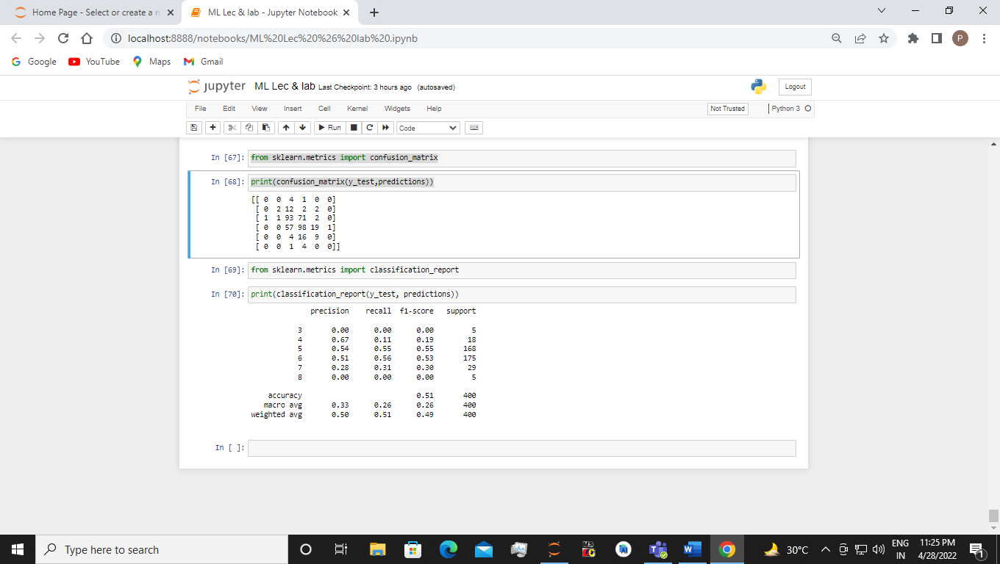 Home Page - Select or create a n
ML Lec & lab - Jupyter Notebook
localhost:8888/notebooks/ML%20Lec%20%26%20lab%20.ipynb
P
Google YouTube Maps Gmail
jupyter ML Lec & lab Last Checkpoint: 3 hours ago (autosaved)
Logout
File Edit View Insert Cell Kernel Widgets Help
Not Trusted Python 3
Run Code
In [67]: from sklearn.metrics import confusion_matrix
In [68]: print(confusion_matrix(y_test,predictions))
[[ 0 0 4 1 0 0]
[ 0 2 12 2 2 0]
[ 1 1 93 71 2 0]
[ 0 0 57 98 19 1]
[ 0 0 4 16 9 0]
[ 0 0 1 4 0 0]]
In [69]: from sklearn.metrics import classification_report
In [70]: print(classification_report(y_test, predictions))
precision recall f1-score support
3 0.00 0.00 0.00 5
4 0.67 0.11 0.19 18
5 0.54 0.55 0.55 168
6 0.51 0.56 0.53 175
7 0.28 0.31 0.30 29
8 0.00 0.00 0.00 5
accuracy 0.51 400
macro avg 0.33 0.26 0.26 400
weighted avg 0.50 0.51 0.49 400
In [ ]:
Type here to search
30°C
ENG
IN
11:25 PM
4/28/2022
1